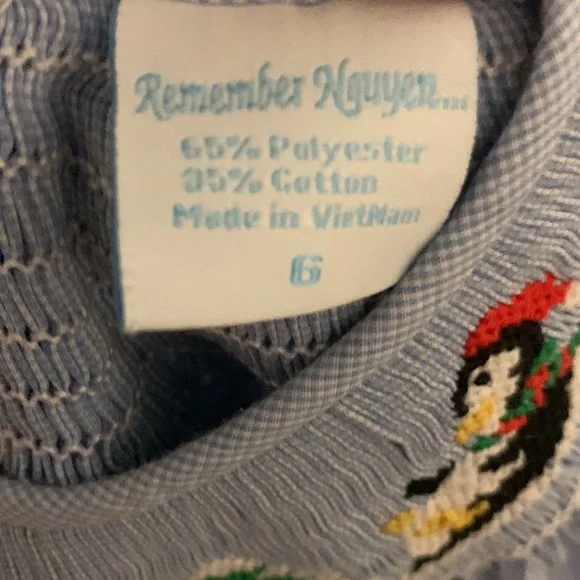 Remember Nguyen...
65% Polyester
35% Cotton
Made in VietNam
6